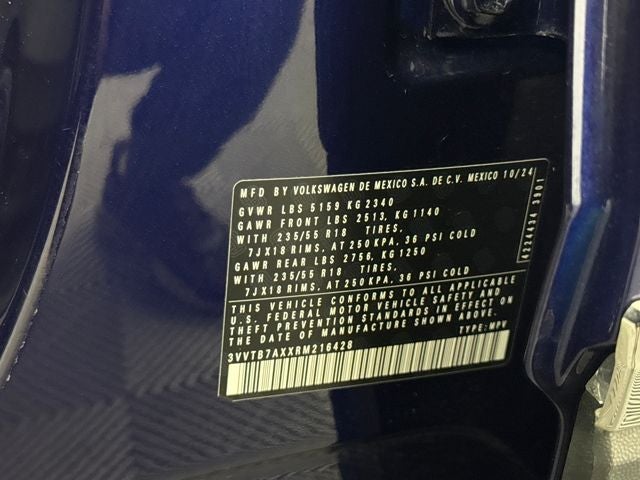 MFD BY VOLKSWAGEN DE MEXICO S.A. DE C.V. MEXICO 10/24
GVWR LBS 5159 KG 2340
GAWR FRONT LBS 2513, KG 1140
WITH 235/55 R18 TIRES,
7JX18 RIMS, AT 250 KPA, 36 PSI COLD
GAWR REAR LBS 2756, KG 1250
WITH 235/55 R18 TIRES,
7JX18 RIMS, AT 250 KPA, 36 PSI COLD
THIS VEHICLE CONFORMS TO ALL APPLICABLE
U.S. FEDERAL MOTOR VEHICLE SAFETY AND
THEFT PREVENTION STANDARDS IN EFFECT ON
THE DATE OF MANUFACTURE SHOWN ABOVE.
3VVTB7AXXRM216428 TYPE: MPV
4224434 3901